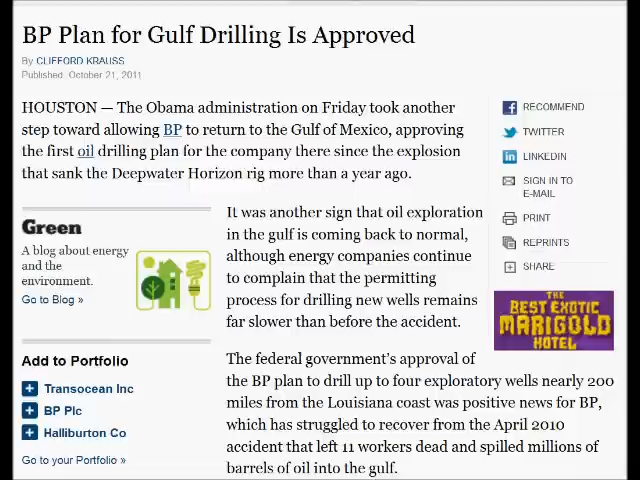 BP Plan for Gulf Drilling Is Approved
By CLIFFORD KRAUSS
Published: October 21, 2011
HOUSTON — The Obama administration on Friday took another
step toward allowing BP to return to the Gulf of Mexico, approving
the first oil drilling plan for the company there since the explosion
that sank the Deepwater Horizon rig more than a year ago.
RECOMMEND
TWITTER
LINKEDIN
SIGN IN TO
E-MAIL
PRINT
REPRINTS
SHARE
THE
BEST EXOTIC
MARIGOLD
HOTEL
Green
A blog about energy
and the
environment.
Go to Blog »
Add to Portfolio
Transocean Inc
BP Plc
Halliburton Co
Go to your Portfolio »
It was another sign that oil exploration
in the gulf is coming back to normal,
although energy companies continue
to complain that the permitting
process for drilling new wells remains
far slower than before the accident.
The federal government's approval of
the BP plan to drill up to four exploratory wells nearly 200
miles from the Louisiana coast was positive news for BP,
which has struggled to recover from the April 2010
accident that left 11 workers dead and spilled millions of
barrels of oil into the gulf.